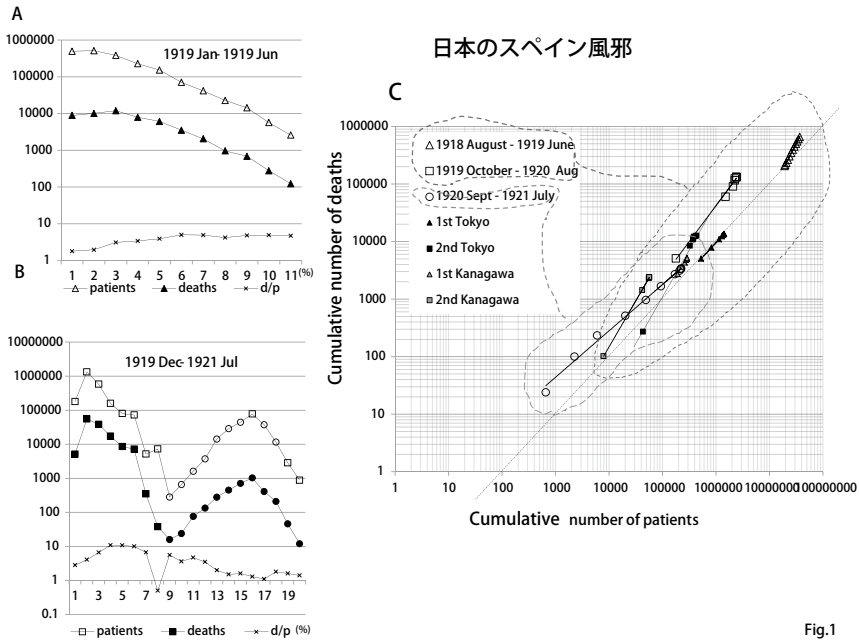 日本のスペイン風邪
A
1919 Jan- 1919 Jun
1000000
100000
10000
1000
100
10
1
1 2 3 4 5 6 7 8 9 10 11 (%)
patients deaths d/p
B
1919 Dec- 1921 Jul
10000000
1000000
100000
10000
1000
100
10
1
0.1
1 3 5 7 9 11 13 15 17 19
patients deaths d/p (%)
C
Cumulative number of deaths
1000000
100000
10000
1000
100
10
1
1918 August - 1919 June
1919 October - 1920 Aug
1920 Sept - 1921 July
1st Tokyo
2nd Tokyo
1st Kanagawa
2nd Kanagawa
1 10 100 1000 10000 100000 1000000 10000000 100000000
Cumulative number of patients
Fig.1